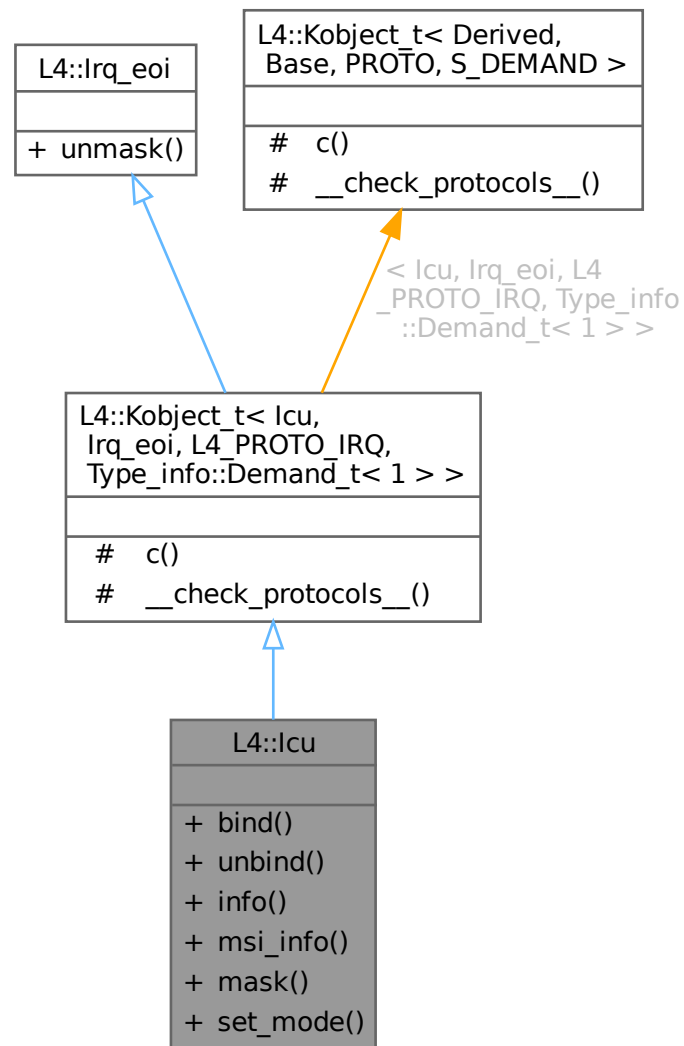 L4::Irq_eoi
+ unmask()
L4::Kobject_t< Derived,
Base, PROTO, S_DEMAND >
# c()
# __check_protocols__()
< Icu, Irq_eoi, L4
_PROTO_IRQ, Type_info
::Demand_t< 1 > >
L4::Kobject_t< Icu,
Irq_eoi, L4_PROTO_IRQ,
Type_info::Demand_t< 1 > >
# c()
# __check_protocols__()
L4::Icu
+ bind()
+ unbind()
+ info()
+ msi_info()
+ mask()
+ set_mode()